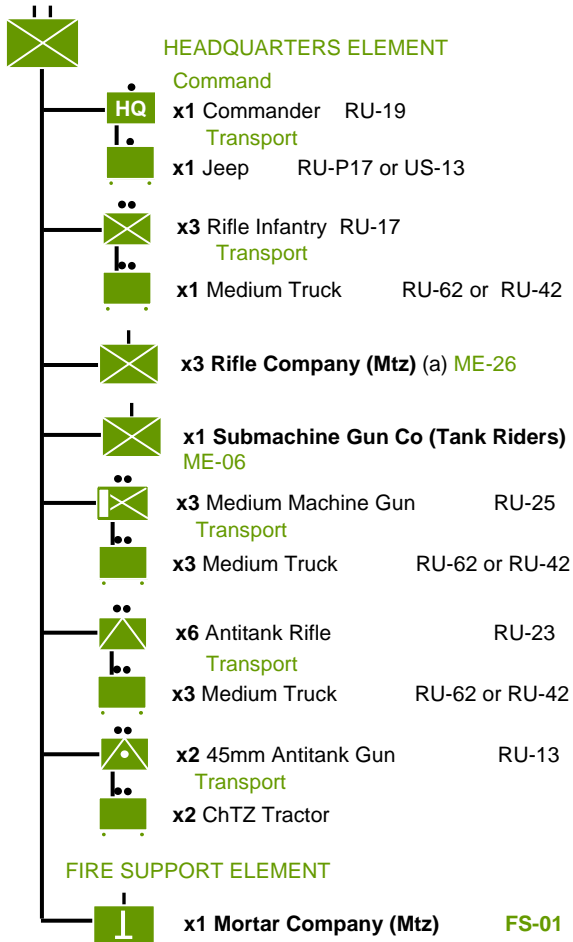 HEADQUARTERS ELEMENT
Command
HQ x1 Commander RU-19
Transport
x1 Jeep RU-P17 or US-13
x3 Rifle Infantry RU-17
Transport
x1 Medium Truck RU-62 or RU-42
x3 Rifle Company (Mtz) (a) ME-26
x1 Submachine Gun Co (Tank Riders)
ME-06
x3 Medium Machine Gun RU-25
Transport
x3 Medium Truck RU-62 or RU-42
x6 Antitank Rifle RU-23
Transport
x3 Medium Truck RU-62 or RU-42
x2 45mm Antitank Gun RU-13
Transport
x2 ChTZ Tractor
FIRE SUPPORT ELEMENT
x1 Mortar Company (Mtz) FS-01